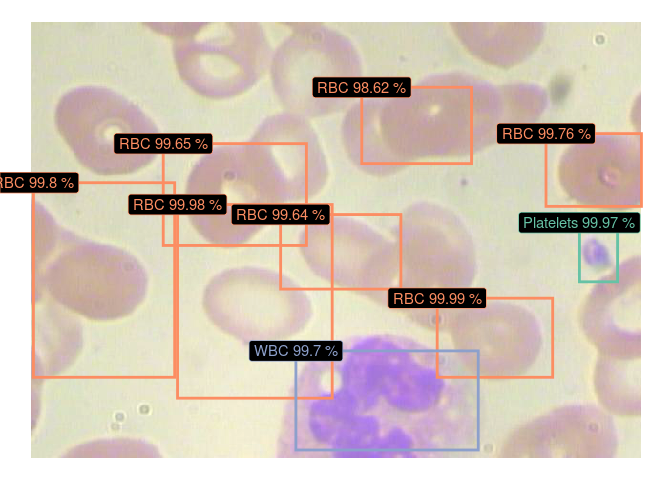 RBC 98.62 %
RBC 99.76 %
RBC 99.65 %
RBC 99.8 %
RBC 99.98 %
RBC 99.64 %
Platelets 99.97 %
RBC 99.99 %
WBC 99.7 %